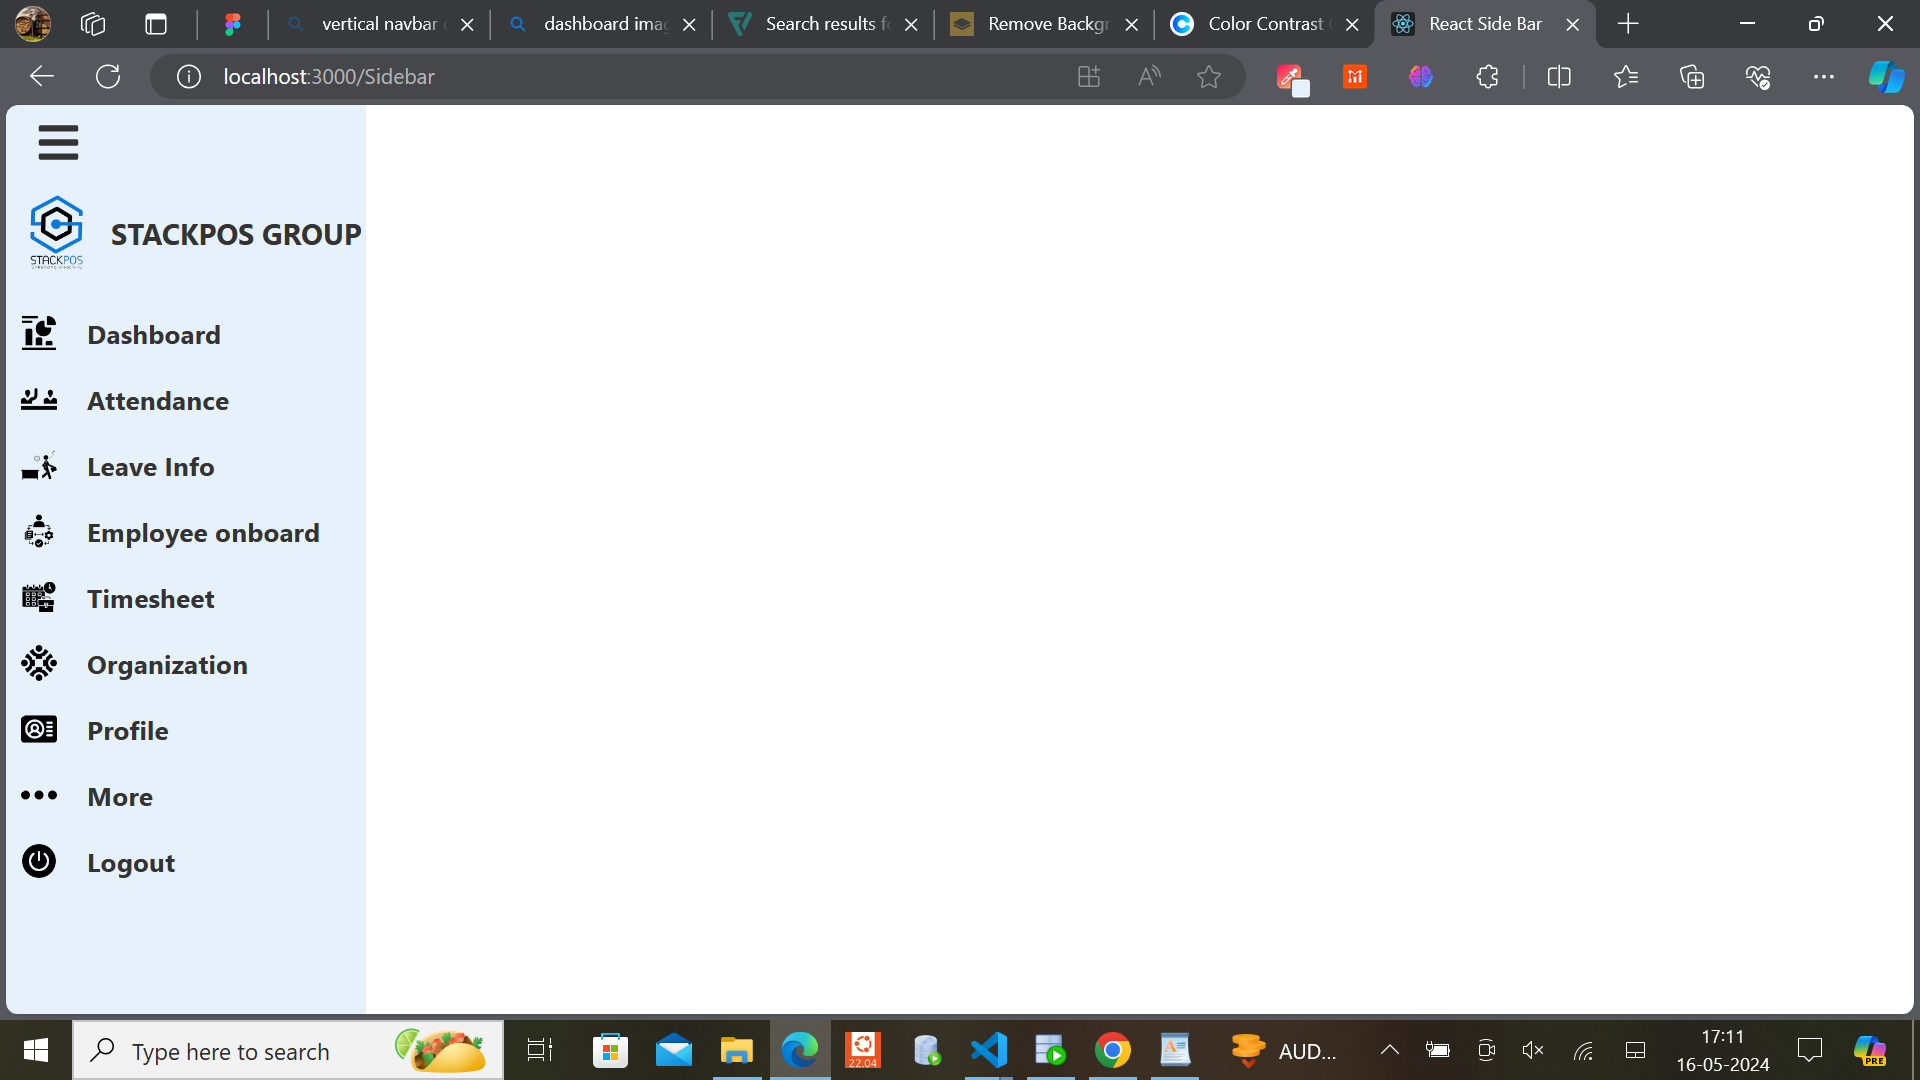 vertical navbar
dashboard imag
Search results fo
Remove Backgr
Color Contrast
React Side Bar
localhost:3000/Sidebar
STACKPOS
STACKPOS GROUP
Dashboard
Attendance
Leave Info
Employee onboard
Timesheet
Organization
Profile
More
Logout
Type here to search
22.04
AUD...
17:11
16-05-2024
PRE